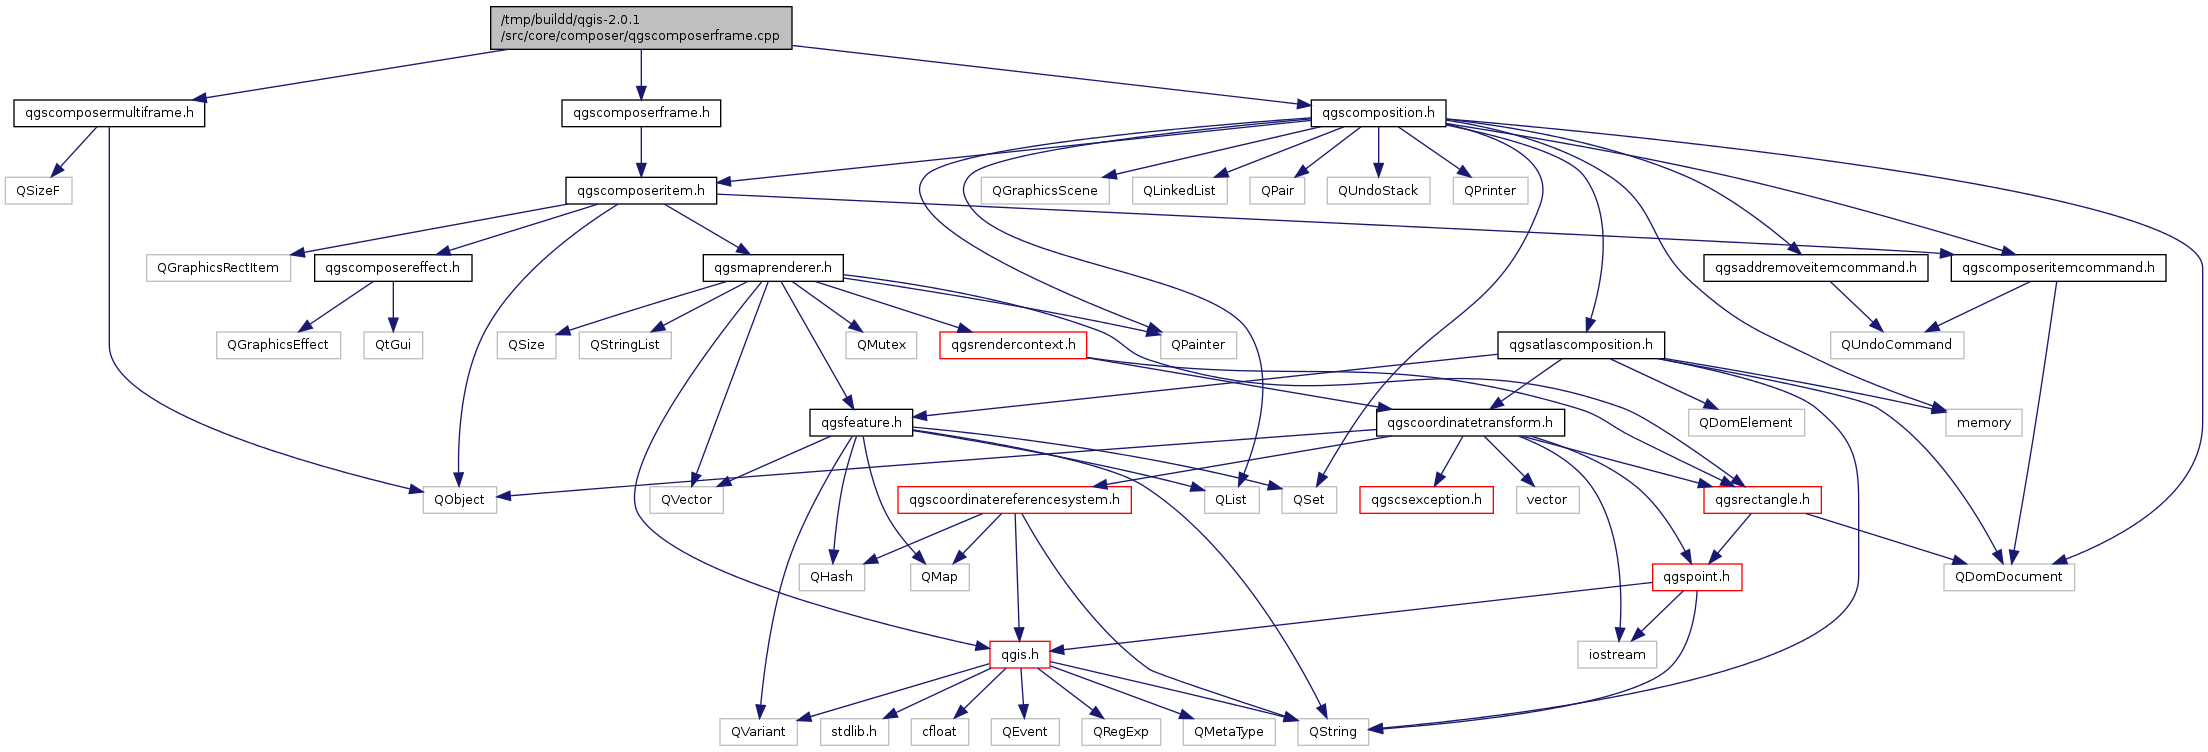 /tmp/buildd/qgis-2.0.1
/src/core/composer/qgscomposerframe.cpp
qgscomposermultiframe.h
qgscomposerframe.h
qgscomposition.h
QSizeF
qgscomposeritem.h
QGraphicsScene
QLinkedList
QPair
QUndoStack
QPrinter
QGraphicsRectItem
qgscomposereffect.h
qgsmaprenderer.h
qgsaddremoveitemcommand.h
qgscomposeritemcommand.h
QGraphicsEffect
QtGui
QSize
QStringList
QMutex
qgsrendercontext.h
QPainter
qgsatlascomposition.h
QUndoCommand
qgsfeature.h
qgscoordinatetransform.h
QDomElement
memory
QObject
QVector
qgscoordinatereferencesystem.h
QList
QSet
qgscsexception.h
vector
qgsrectangle.h
QHash
QMap
qgspoint.h
QDomDocument
qgis.h
iostream
QVariant
stdlib.h
cfloat
QEvent
QRegExp
QMetaType
QString